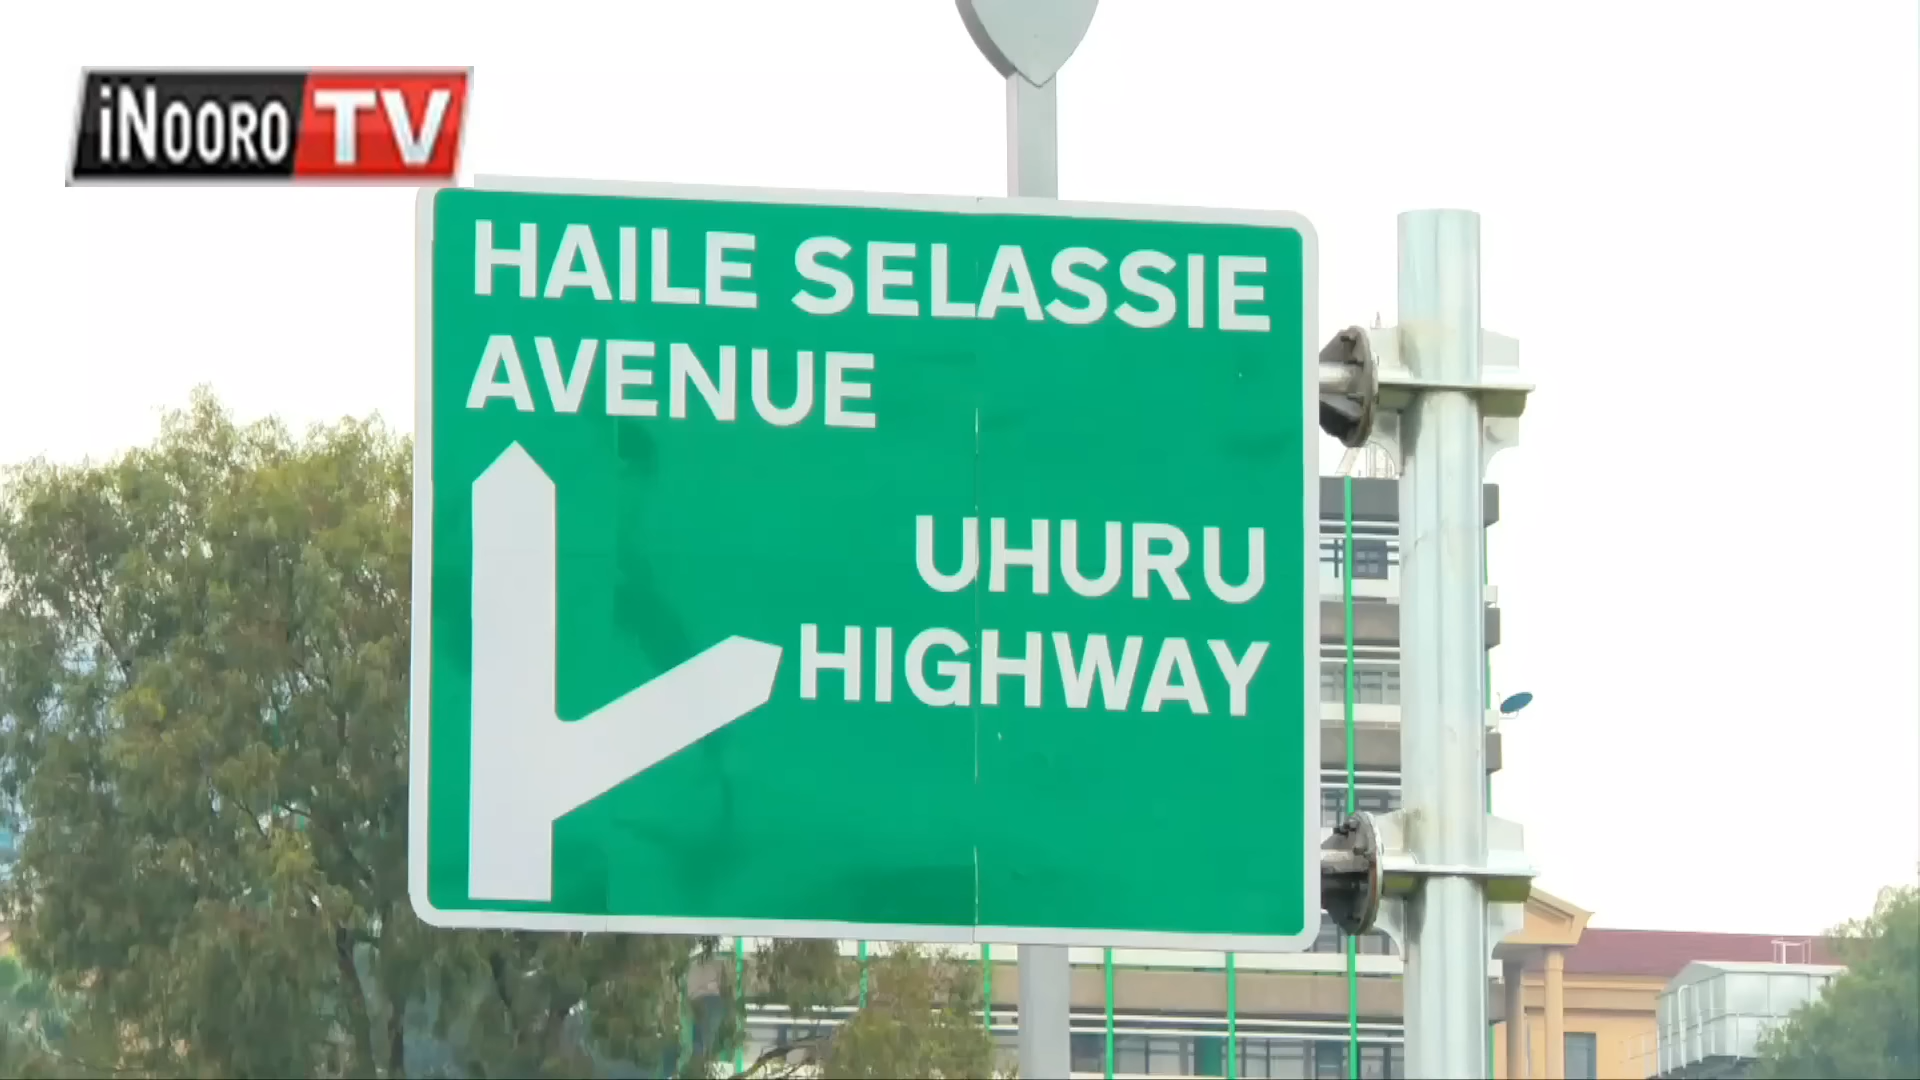 iNOORO TV
HAILE SELASSIE
AVENUE
UHURU
HIGHWAY